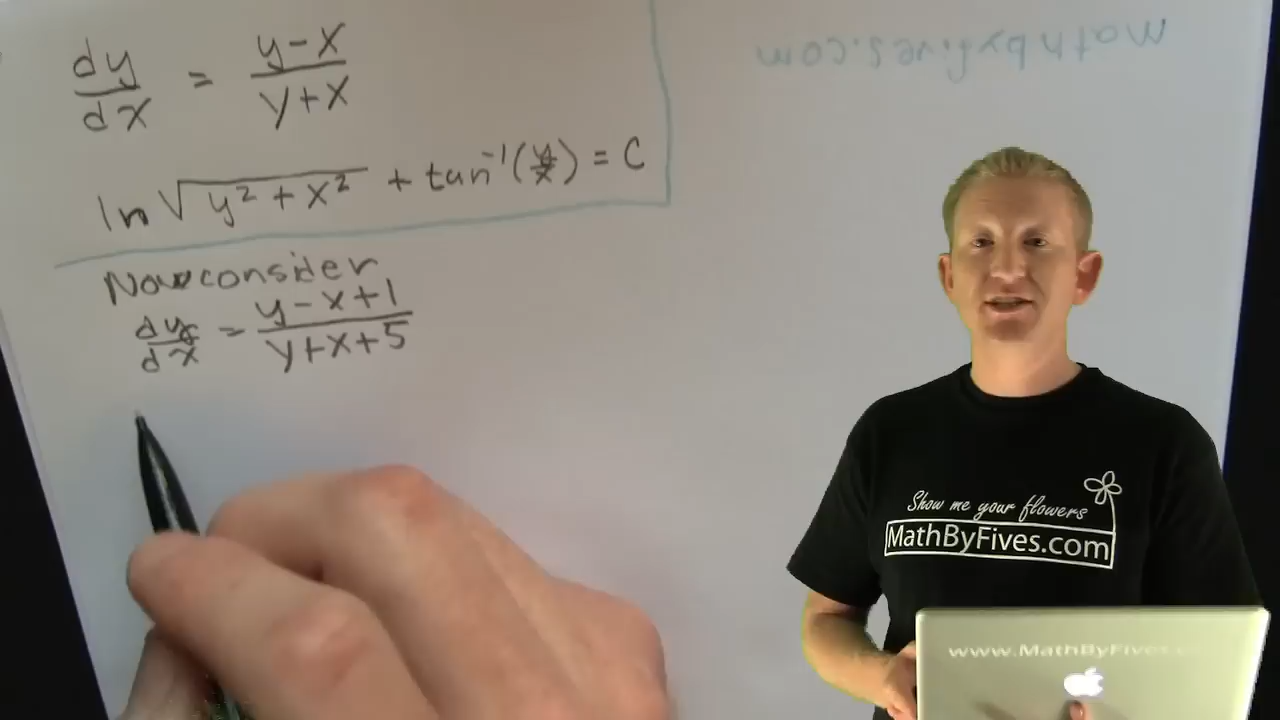 dy/dx = y-x/y+x
ln √y² + x² + tan⁻¹(y/x) = C
Now consider
dy/dx = y-x+1/y+x+5
mathbyfives.com
Show me your flowers
MathByFives.com
www.MathByFives.c